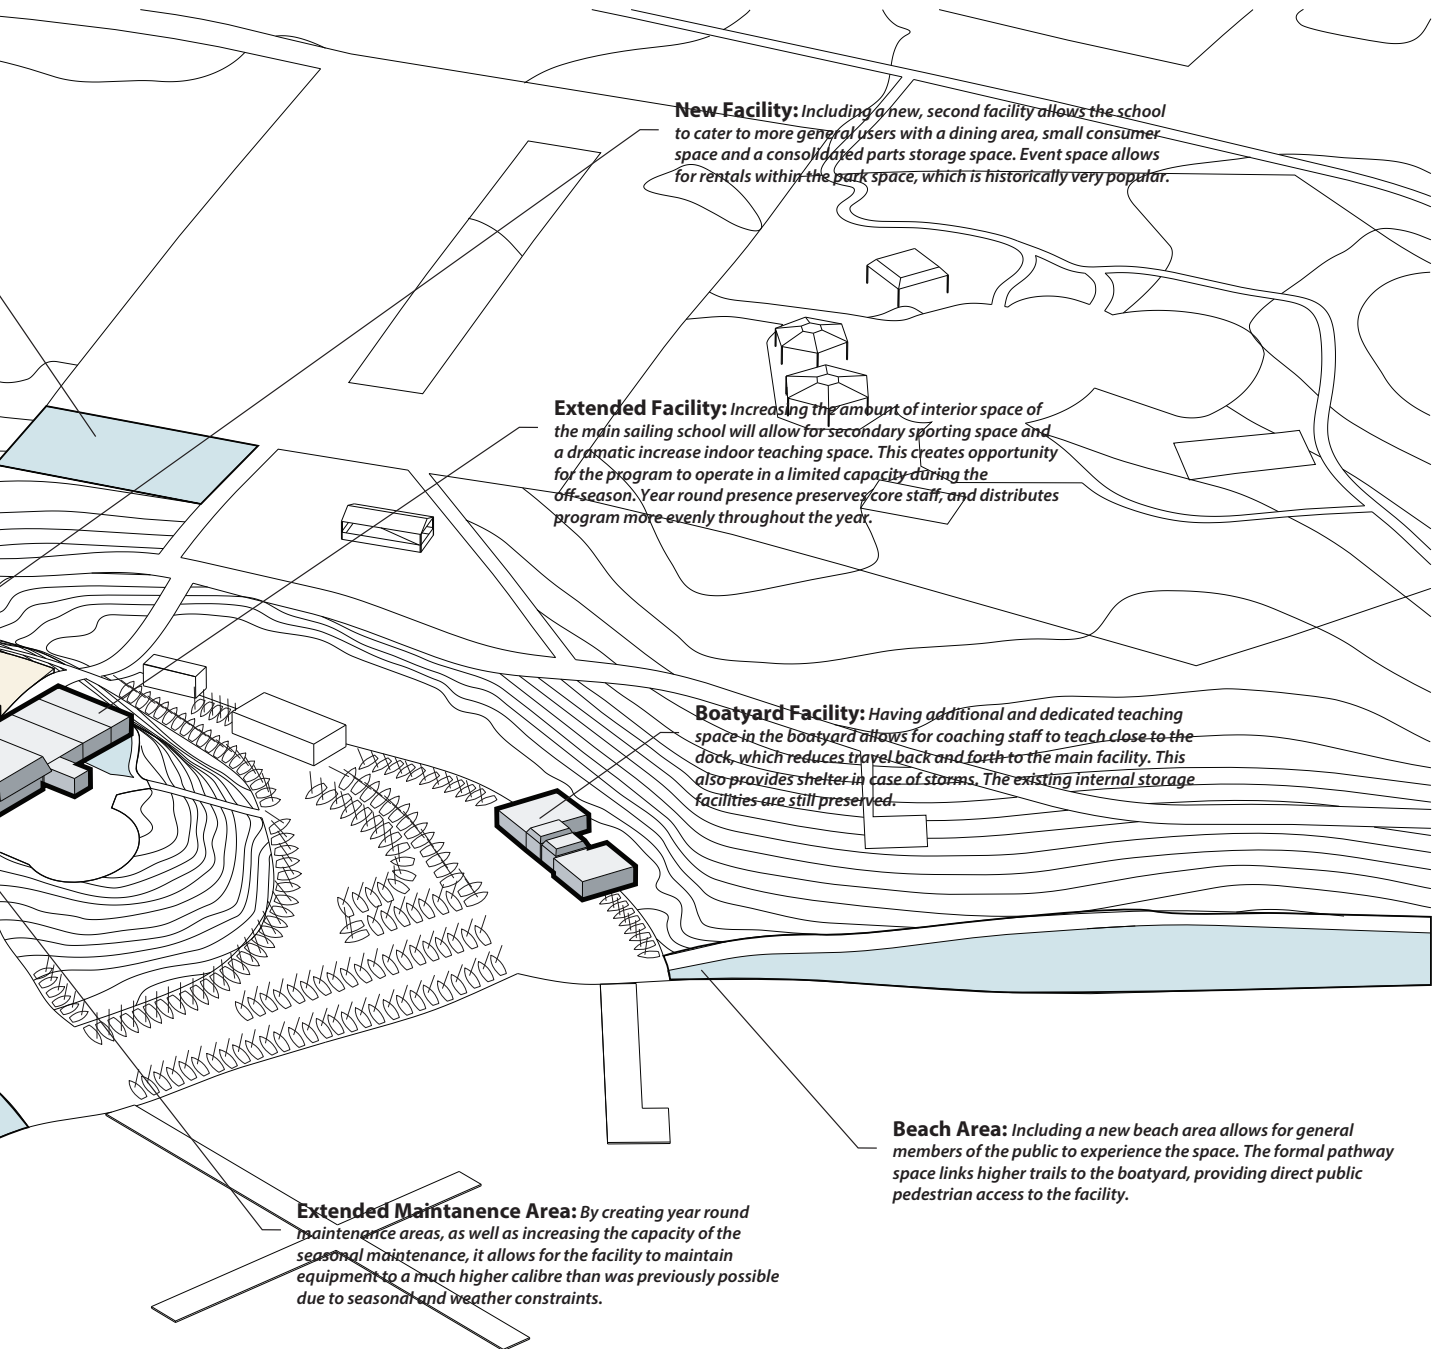 New Facility: Including a new, second facility allows the school
to cater to more general users with a dining area, small consumer
space and a consolidated parts storage space. Event space allows
for rentals within the park space, which is historically very popular.
Extended Facility: Increasing the amount of interior space of
the main sailing school will allow for secondary sporting space and
a dramatic increase indoor teaching space. This creates opportunity
for the program to operate in a limited capacity during the
off-season. Year round presence preserves core staff, and distributes
program more evenly throughout the year.
Boatyard Facility: Having additional and dedicated teaching
space in the boatyard allows for coaching staff to teach close to the
dock, which reduces travel back and forth to the main facility. This
also provides shelter in case of storms. The existing internal storage
facilities are still preserved.
Beach Area: Including a new beach area allows for general
members of the public to experience the space. The formal pathway
space links higher trails to the boatyard, providing direct public
pedestrian access to the facility.
Extended Maintanence Area: By creating year round
maintenance areas, as well as increasing the capacity of the
seasonal maintenance, it allows for the facility to maintain
equipment to a much higher calibre than was previously possible
due to seasonal and weather constraints.